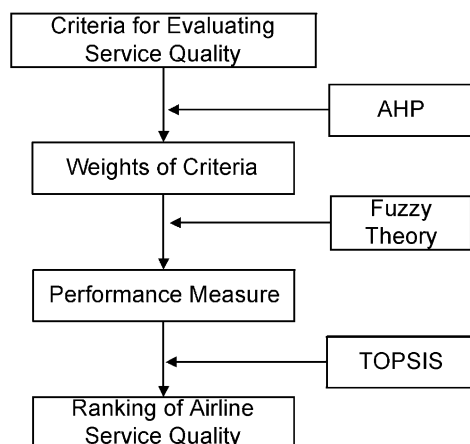 Criteria for Evaluating
Service Quality
AHP
Weights of Criteria
Fuzzy
Theory
Performance Measure
TOPSIS
Ranking of Airline
Service Quality